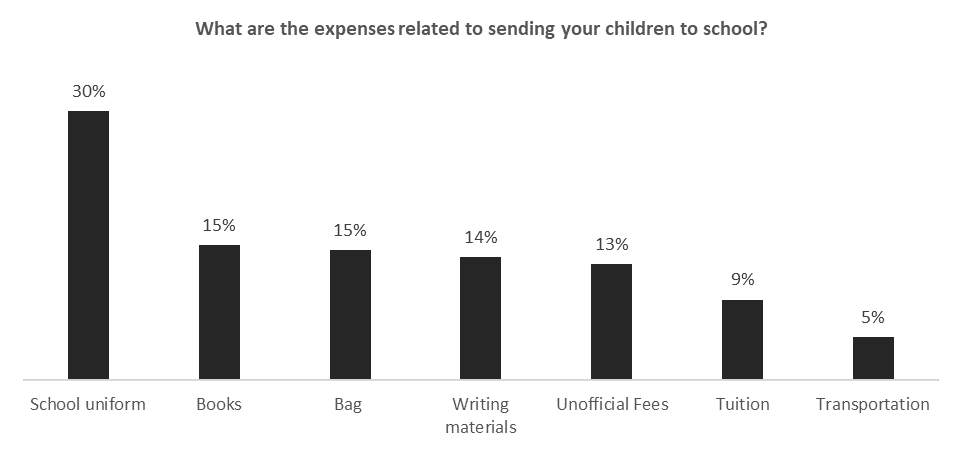 What are the expenses related to sending your children to school?
30%
15%
15%
14%
13%
9%
5%
School uniform
Books
Bag
Writing
materials
Unofficial Fees
Tuition
Transportation